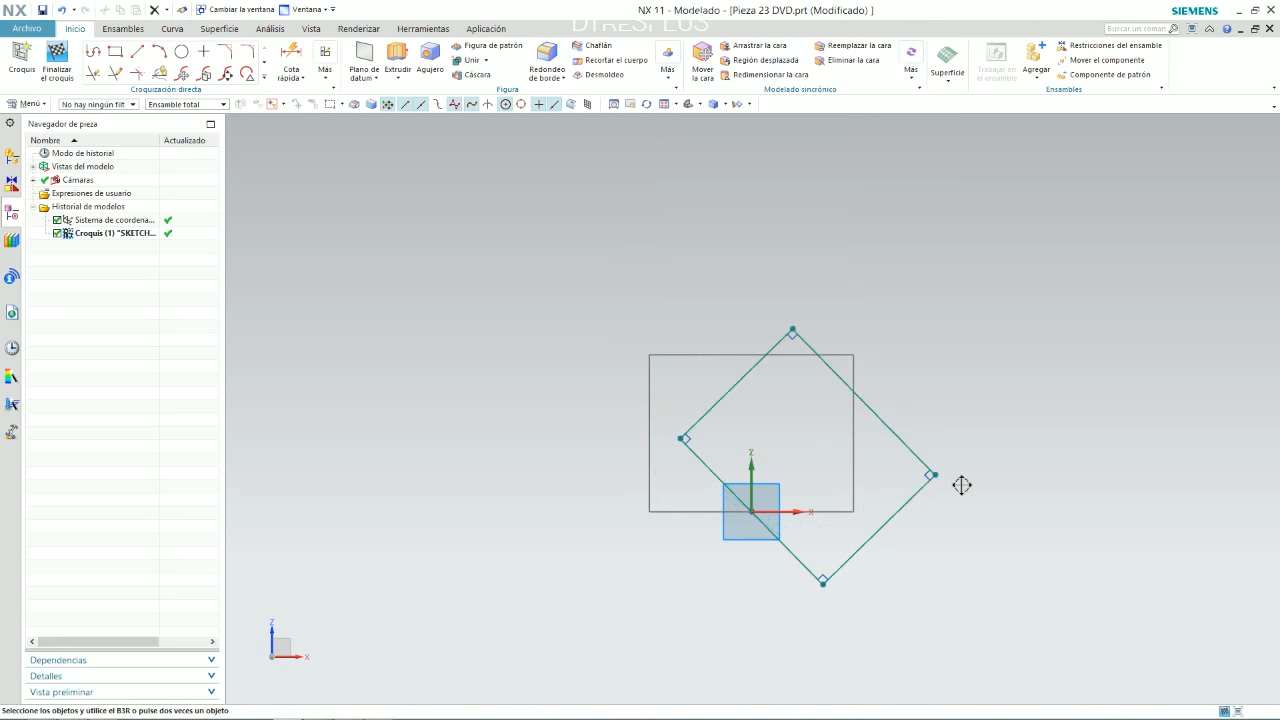 NX
Cambiar la ventana
Ventana
NX 11 - Modelado - [Pieza 23 DVD.prt (Modificado) ]
SIEMENS
DTRESPLUS
Archivo
Inicio
Ensambles
Curva
Superficie
Análisis
Vista
Renderizar
Herramientas
Aplicación
Buscar un coman
Croquis
Finalizar el croquis
Cota rápida
Más
Croquización directa
Plano de datum
Extrudir
Agujero
Figura de patrón
Unir
Cáscara
Redondeo de borde
Chaflán
Recortar el cuerpo
Desmoldeo
Más
Figura
Mover la cara
Arrastrar la cara
Región desplazada
Redimensionar la cara
Reemplazar la cara
Eliminar la cara
Más
Modelado sincrónico
Superficie
Trabajar en el ensamble
Agregar
Restricciones del ensamble
Mover el componente
Componente de patrón
Ensambles
Menú
No hay ningún filt
Ensamble total
Navegador de pieza
Nombre
Actualizado
Modo de historial
Vistas del modelo
Cámaras
Expresiones de usuario
Historial de modelos
Sistema de coordena...
Croquis (1) "SKETCH...
X
Z
X
Dependencias
Detalles
Vista preliminar
Seleccione los objetos y utilice el B3R o pulse dos veces un objeto